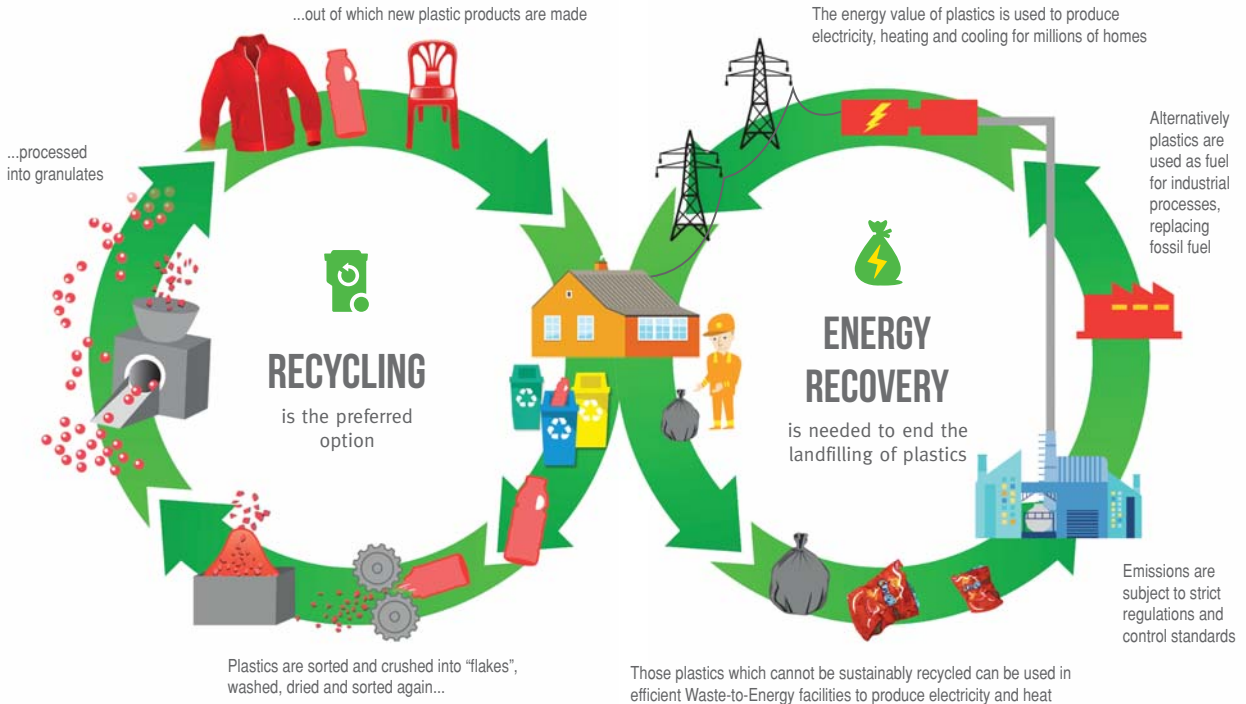 ...out of which new plastic products are made
The energy value of plastics is used to produce
electricity, heating and cooling for millions of homes
...processed
into granulates
Alternatively
plastics are
used as fuel
for industrial
processes,
replacing
fossil fuel
RECYCLING
is the preferred
option
ENERGY
RECOVERY
is needed to end the
landfilling of plastics
Emissions are
subject to strict
regulations and
control standards
Plastics are sorted and crushed into “flakes”,
washed, dried and sorted again...
Those plastics which cannot be sustainably recycled can be used in
efficient Waste-to-Energy facilities to produce electricity and heat